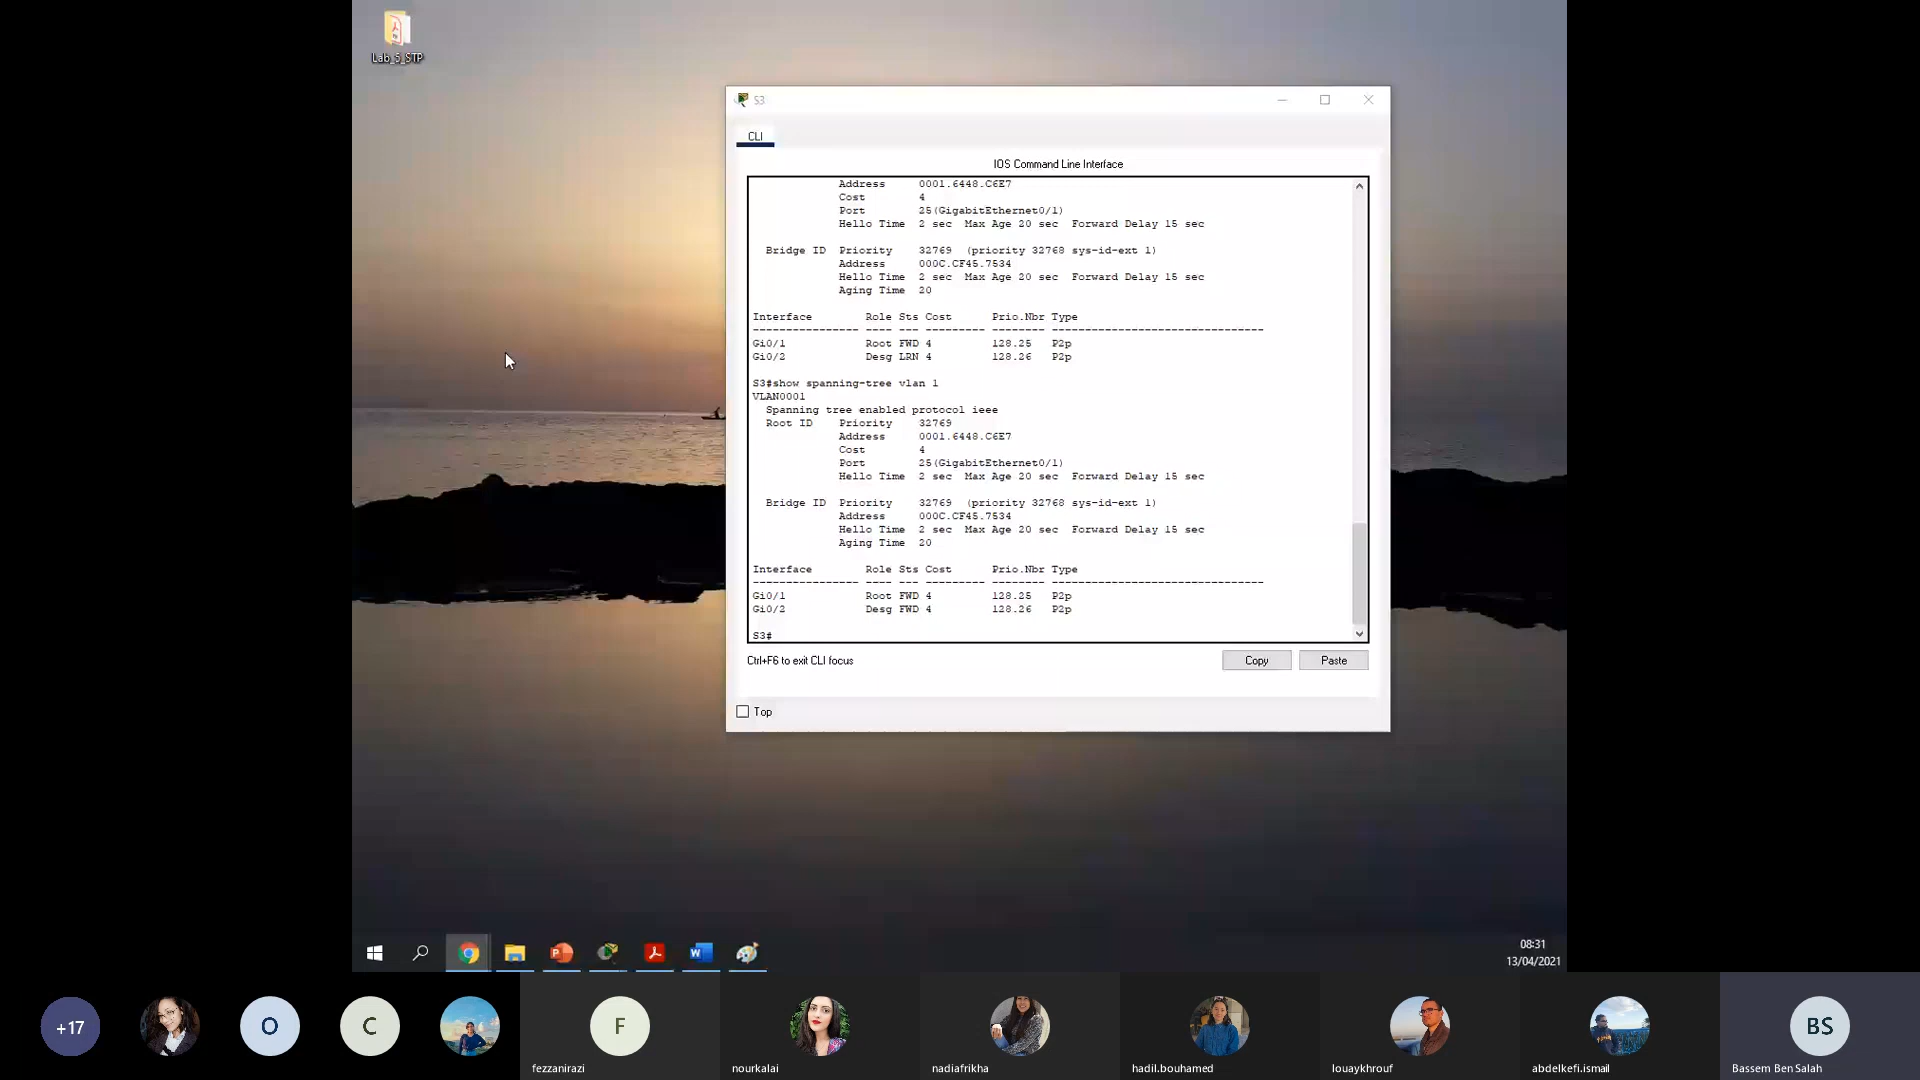 Lab_5_STP
S3
CLI
IOS Command Line Interface
Address 0001.6448.C6E7
Cost 4
Port 25(GigabitEthernet0/1)
Hello Time 2 sec Max Age 20 sec Forward Delay 15 sec
Bridge ID Priority 32769 (priority 32768 sys-id-ext 1)
Address 000C.CF45.7534
Hello Time 2 sec Max Age 20 sec Forward Delay 15 sec
Aging Time 20
Interface Role Sts Cost Prio.Nbr Type
---------------- ---- --- --------- -------- --------------------------------
Gi0/1 Root FWD 4 128.25 P2p
Gi0/2 Desg LRN 4 128.26 P2p
S3#show spanning-tree vlan 1
VLAN0001
Spanning tree enabled protocol ieee
Root ID Priority 32769
Address 0001.6448.C6E7
Cost 4
Port 25(GigabitEthernet0/1)
Hello Time 2 sec Max Age 20 sec Forward Delay 15 sec
Bridge ID Priority 32769 (priority 32768 sys-id-ext 1)
Address 000C.CF45.7534
Hello Time 2 sec Max Age 20 sec Forward Delay 15 sec
Aging Time 20
Interface Role Sts Cost Prio.Nbr Type
---------------- ---- --- --------- -------- --------------------------------
Gi0/1 Root FWD 4 128.25 P2p
Gi0/2 Desg FWD 4 128.26 P2p
S3#
Ctrl+F6 to exit CLI focus
Copy
Paste
Top
08:31
13/04/2021
+17
O
C
F
BS
fezzanirazi
nourkalai
nadiafrikha
hadil.bouhamed
louaykhrouf
abdelkefi.ismail
Bassem Ben Salah